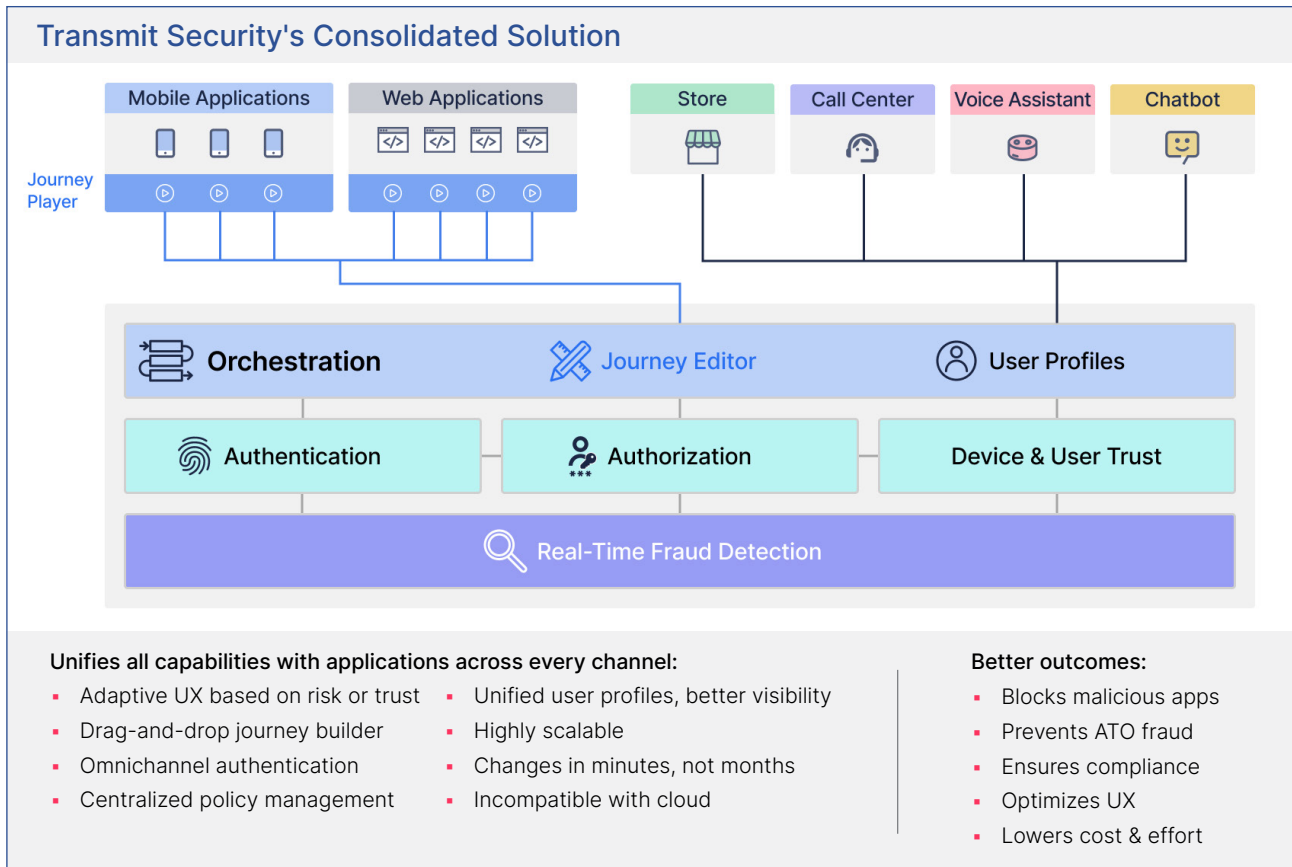 Transmit Security's Consolidated Solution
Mobile Applications
Web Applications
Store
Call Center
Voice Assistant
Chatbot
</>
</>
</>
</>
Journey
Player
Orchestration
Journey Editor
User Profiles
Authentication
***
Authorization
Device & User Trust
Real-Time Fraud Detection
Unifies all capabilities with applications across every channel:
▪ Adaptive UX based on risk or trust
▪ Drag-and-drop journey builder
▪ Omnichannel authentication
▪ Centralized policy management
▪ Unified user profiles, better visibility
▪ Highly scalable
▪ Changes in minutes, not months
▪ Incompatible with cloud
Better outcomes:
▪ Blocks malicious apps
▪ Prevents ATO fraud
▪ Ensures compliance
▪ Optimizes UX
▪ Lowers cost & effort